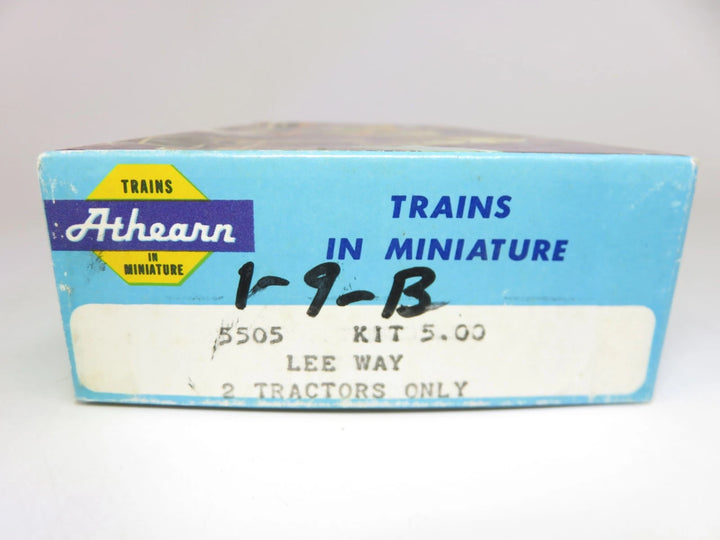 TRAINS
Athearn
IN
MINIATURE
TRAINS
IN MINIATURE
1-9-B
5505 KIT 5.00
LEE WAY
2 TRACTORS ONLY